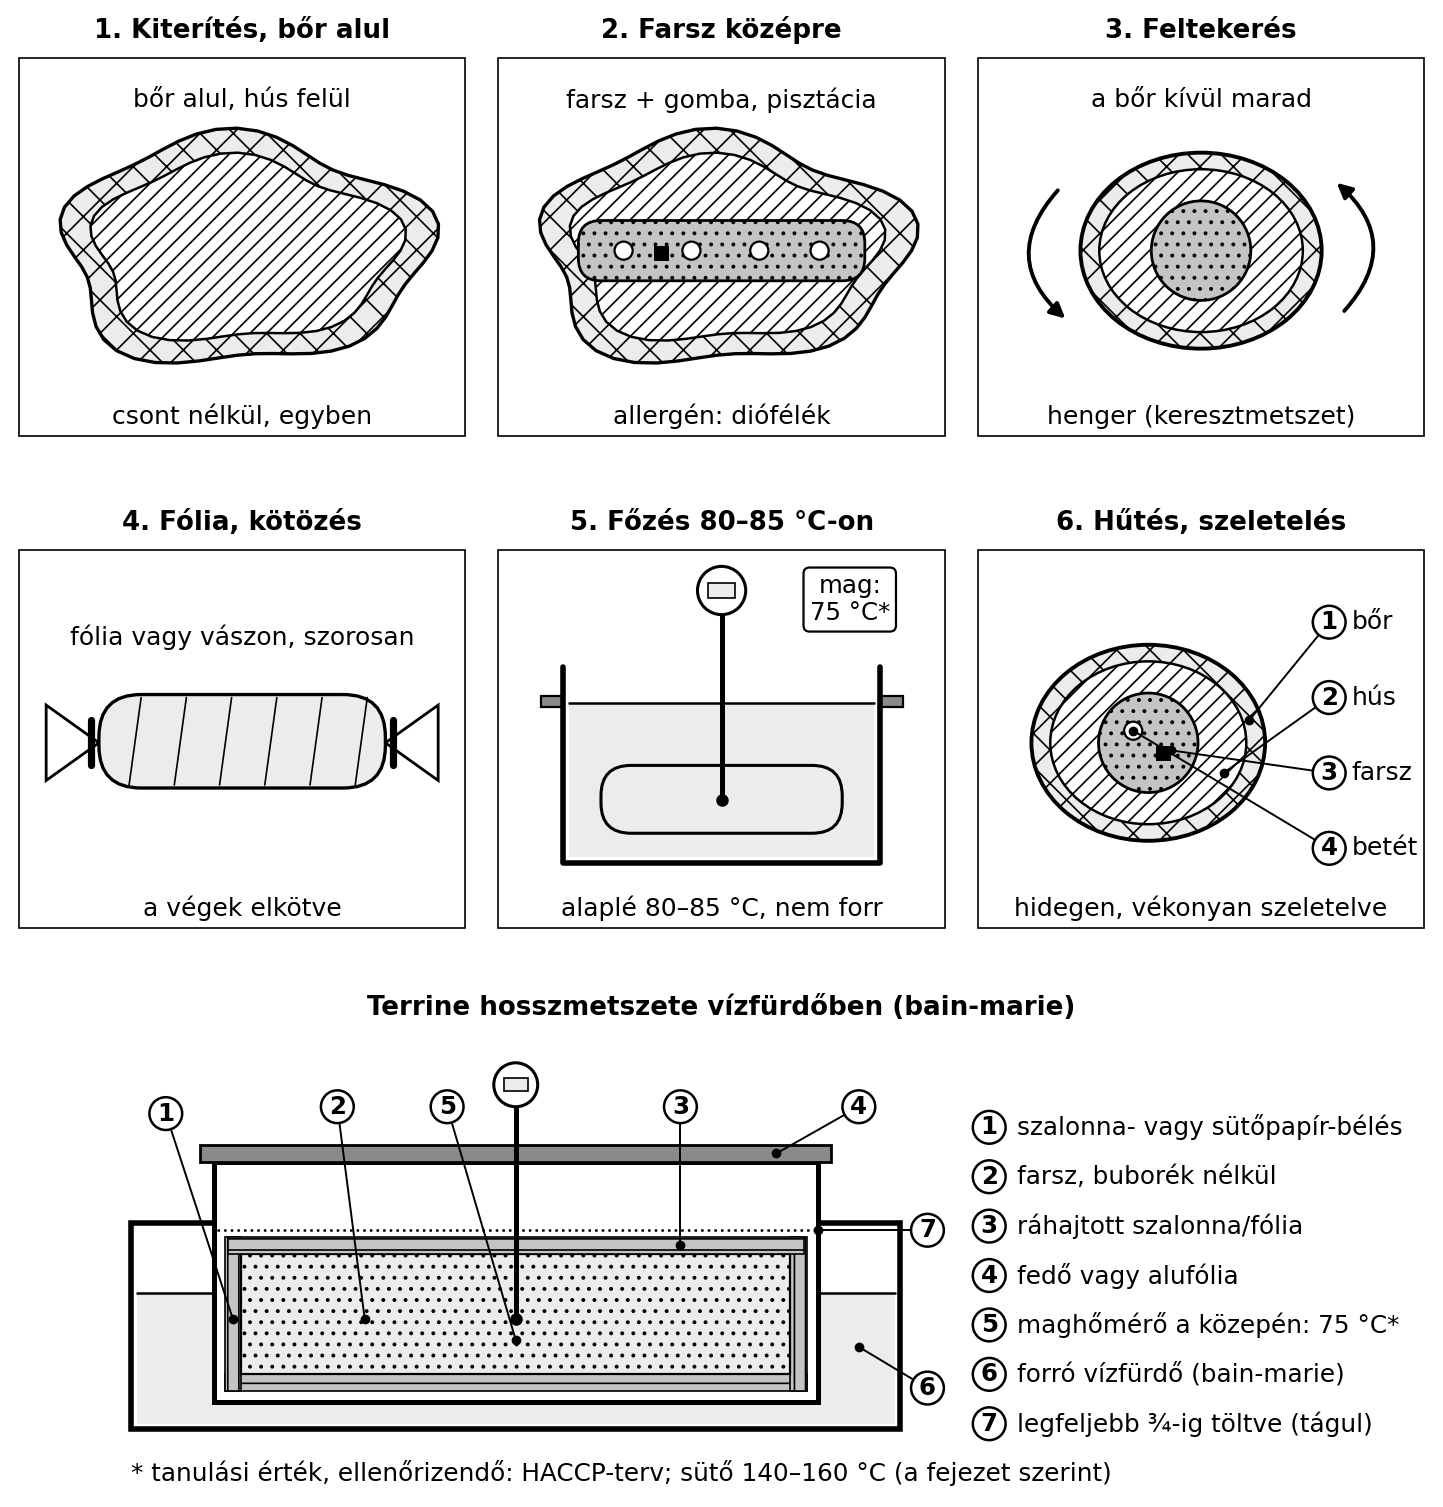 1. Kiterítés, bőr alul
bőr alul, hús felül
csont nélkül, egyben
2. Farsz középre
farsz + gomba, pisztácia
allergén: diófélék
3. Feltekerés
a bőr kívül marad
henger (keresztmetszet)
4. Fólia, kötözés
fólia vagy vászon, szorosan
a végek elkötve
5. Főzés 80–85 °C-on
mag:
75 °C*
alaplé 80–85 °C, nem forr
6. Hűtés, szeletelés
1 bőr
2 hús
3 farsz
4 betét
hidegen, vékonyan szeletelve
Terrine hosszmetszete vízfürdőben (bain-marie)
1
2
5
3
4
7
6
1 szalonna- vagy sütőpapír-bélés
2 farsz, buborék nélkül
3 ráhajtott szalonna/fólia
4 fedő vagy alufólia
5 maghőmérő a közepén: 75 °C*
6 forró vízfürdő (bain-marie)
7 legfeljebb ¾-ig töltve (tágul)
* tanulási érték, ellenőrizendő: HACCP-terv; sütő 140–160 °C (a fejezet szerint)